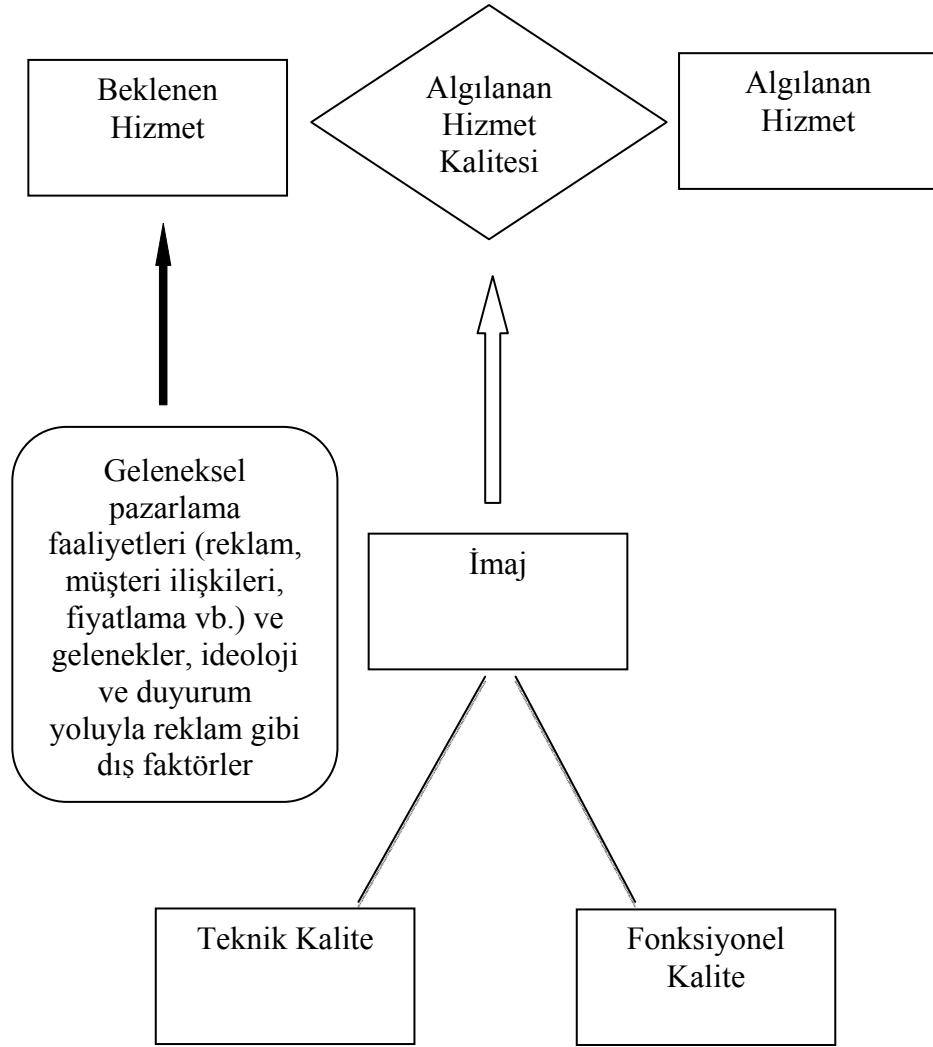 Beklenen
Hizmet
Algılanan
Hizmet
Kalitesi
Algılanan
Hizmet
Geleneksel
pazarlama
faaliyetleri (reklam,
müşteri ilişkileri,
fiyatlama vb.) ve
gelenekler, ideoloji
ve duyurum
yoluyla reklam gibi
dış faktörler
İmaj
Teknik Kalite
Fonksiyonel
Kalite